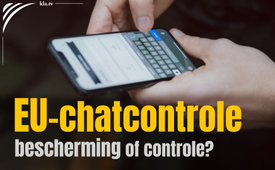 kla.tv
EU-chatcontrole
bescherming of controle?